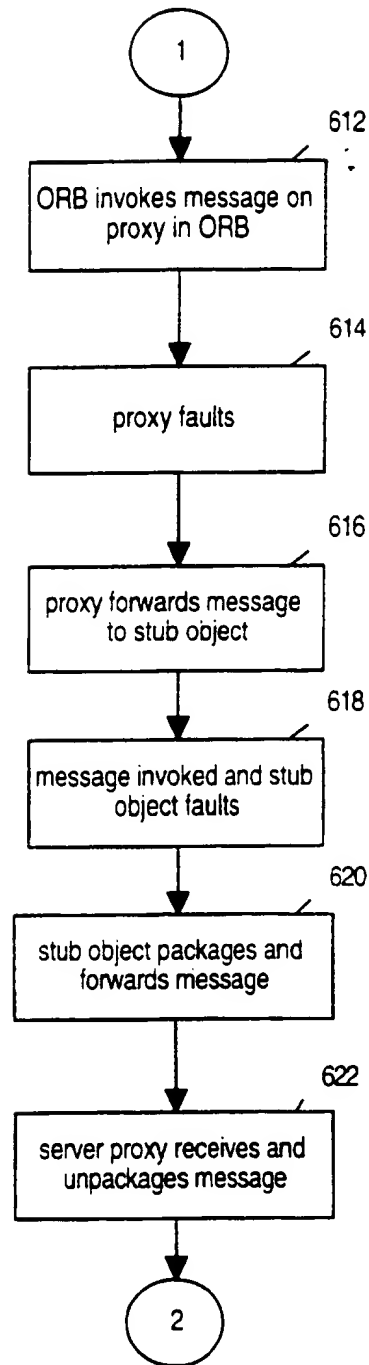 1
612
ORB invokes message on
proxy in ORB
614
proxy faults
616
proxy forwards message
to stub object
618
message invoked and stub
object faults
620
stub object packages and
forwards message
622
server proxy receives and
unpackages message
2